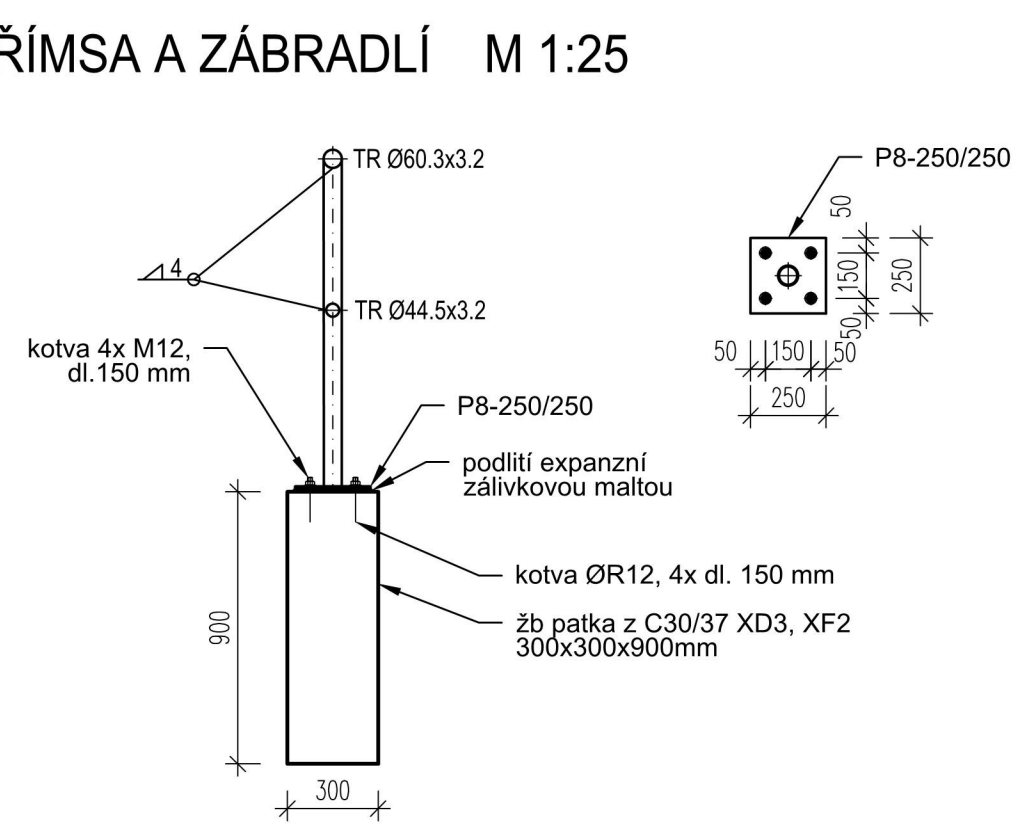 ŘÍMSA A ZÁBRADLÍ M 1:25
TR Ø60.3x3.2
4
TR Ø44.5x3.2
kotva 4x M12,
dl.150 mm
P8-250/250
podlití expanzní
zálivkovou maltou
kotva ØR12, 4x dl. 150 mm
žb patka z C30/37 XD3, XF2
300x300x900mm
900
300
P8-250/250
50
150
250
50
50 150 50
250